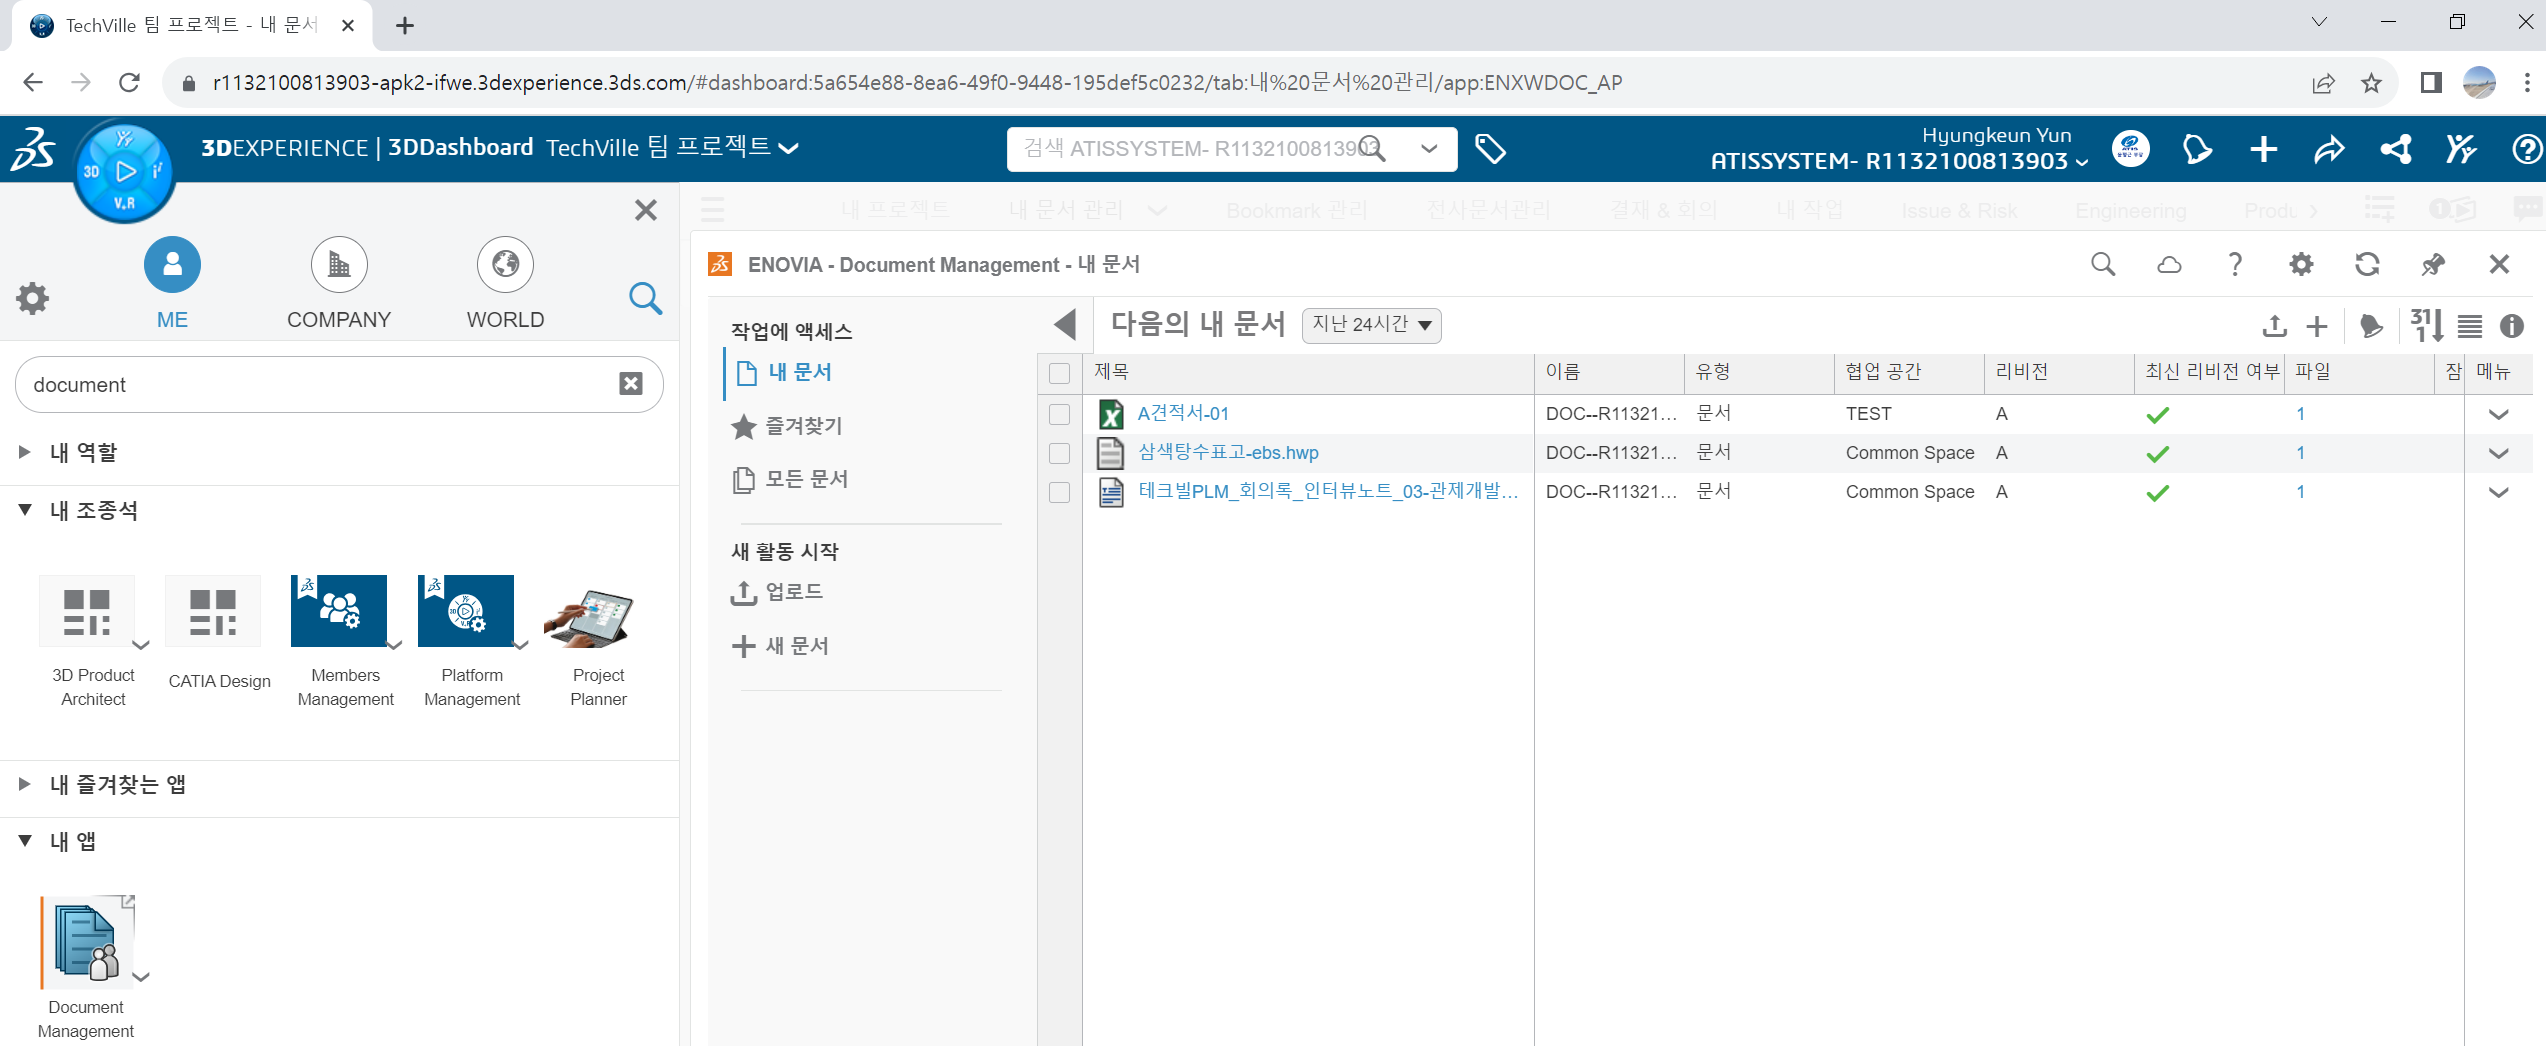 TechVille 팀 프로젝트 - 내 문서
r1132100813903-apk2-ifwe.3dexperience.3ds.com/#dashboard:5a654e88-8ea6-49f0-9448-195def5c0232/tab:내%20문서%20관리/app:ENXWDOC_AP
3DEXPERIENCE | 3DDashboard TechVille 팀 프로젝트
검색 ATISSYSTEM- R1132100813903
Hyungkeun Yun
ATISSYSTEM- R1132100813903
3D
V.R
ME
COMPANY
WORLD
document
내 역할
내 조종석
3D Product Architect
CATIA Design
Members Management
Platform Management
Project Planner
내 즐겨찾는 앱
내 앱
Document Management
내 프로젝트 내 문서 관리 Bookmark 관리 전사문서관리 결재 & 회의 내 작업 Issue & Risk Engineering Produ
ENOVIA - Document Management - 내 문서
작업에 액세스
내 문서
즐겨찾기
모든 문서
새 활동 시작
업로드
새 문서
다음의 내 문서 지난 24시간
제목 이름 유형 협업 공간 리비전 최신 리비전 여부 파일 잠 메뉴
A견적서-01 DOC--R11321... 문서 TEST A 1
삼색탕수표고-ebs.hwp DOC--R11321... 문서 Common Space A 1
테크빌PLM_회의록_인터뷰노트_03-관제개발... DOC--R11321... 문서 Common Space A 1